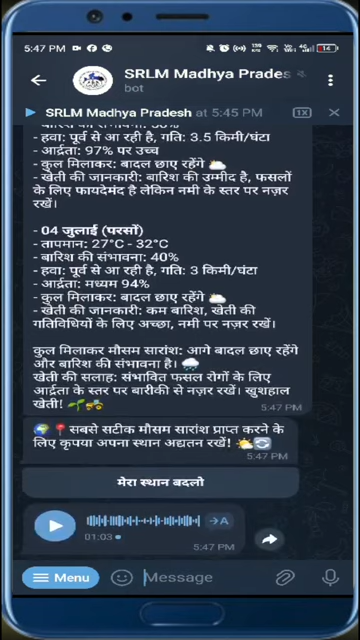 5:47 PM
14
SRLM Madhya Prades
bot
SRLM Madhya Pradesh at 5:45 PM
1X
- हवा: पूर्व से आ रही है, गति: 3.5 किमी/घंटा
- आर्द्रता: 97% पर उच्च
- कुल मिलाकर: बादल छाए रहेंगे
- खेती की जानकारी: बारिश की उम्मीद है, फसलों
के लिए फायदेमंद है लेकिन नमी के स्तर पर नज़र
रखें।
- 04 जुलाई (परसों)
- तापमान: 27°C - 32°C
- बारिश की संभावना: 40%
- हवा: पूर्व से आ रही है, गति: 3 किमी/घंटा
- आर्द्रता: मध्यम 94%
- कुल मिलाकर: बादल छाए रहेंगे
- खेती की जानकारी: कम बारिश, खेती की
गतिविधियों के लिए अच्छा, नमी पर नज़र रखें।
कुल मिलाकर मौसम सारांश: आगे बादल छाए रहेंगे
और बारिश की संभावना है।
खेती की सलाह: संभावित फसल रोगों के लिए
आर्द्रता के स्तर पर बारीकी से नज़र रखें। खुशहाल
खेती!
5:47 PM
सबसे सटीक मौसम सारांश प्राप्त करने के
लिए कृपया अपना स्थान अद्यतन रखें!
5:47 PM
मेरा स्थान बदलो
→A
01:03
5:47 PM
Menu
Message